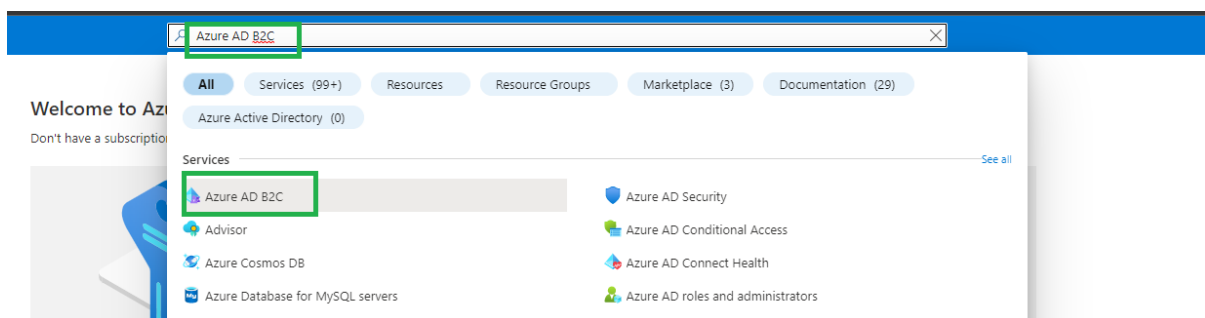 Azure AD B2C
All Services (99+) Resources Resource Groups Marketplace (3) Documentation (29)
Welcome to Az
Azure Active Directory (0)
Don't have a subscriptio
Services See all
Azure AD B2C Azure AD Security
Advisor Azure AD Conditional Access
Azure Cosmos DB Azure AD Connect Health
Azure Database for MySQL servers Azure AD roles and administrators